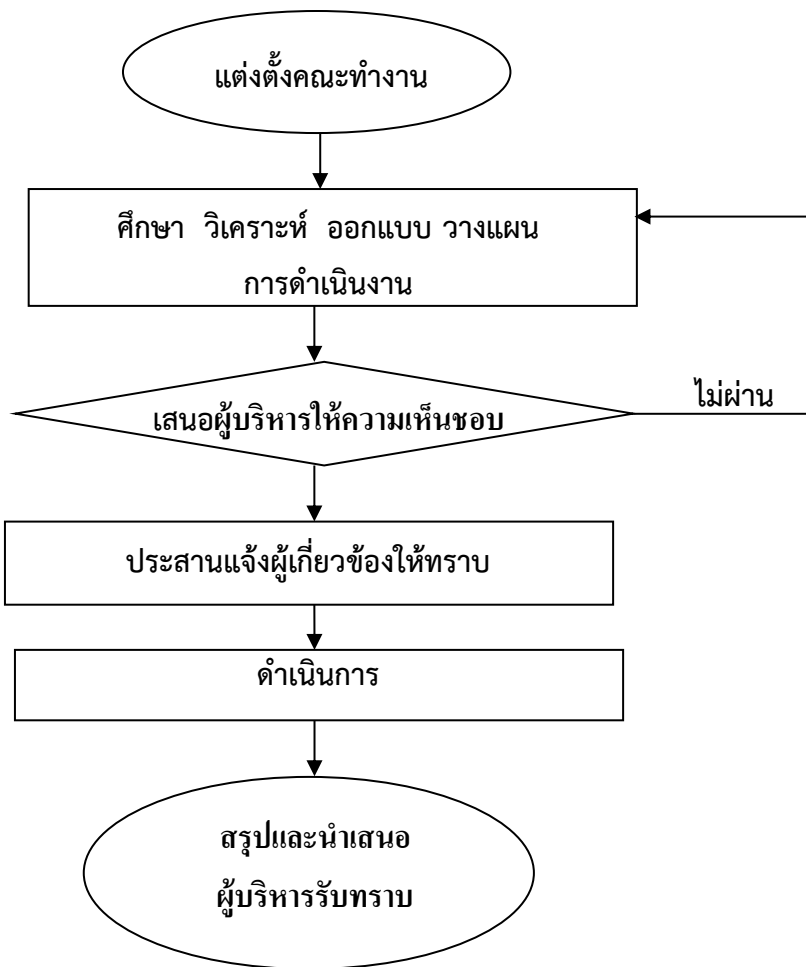 แต่งตั้งคณะทำงาน
ศึกษา วิเคราะห์ ออกแบบ วางแผน
การดำเนินงาน
ไม่ผ่าน
เสนอผู้บริหารให้ความเห็นชอบ
ประสานแจ้งผู้เกี่ยวข้องให้ทราบ
ดำเนินการ
สรุปและนำเสนอ
ผู้บริหารรับทราบ